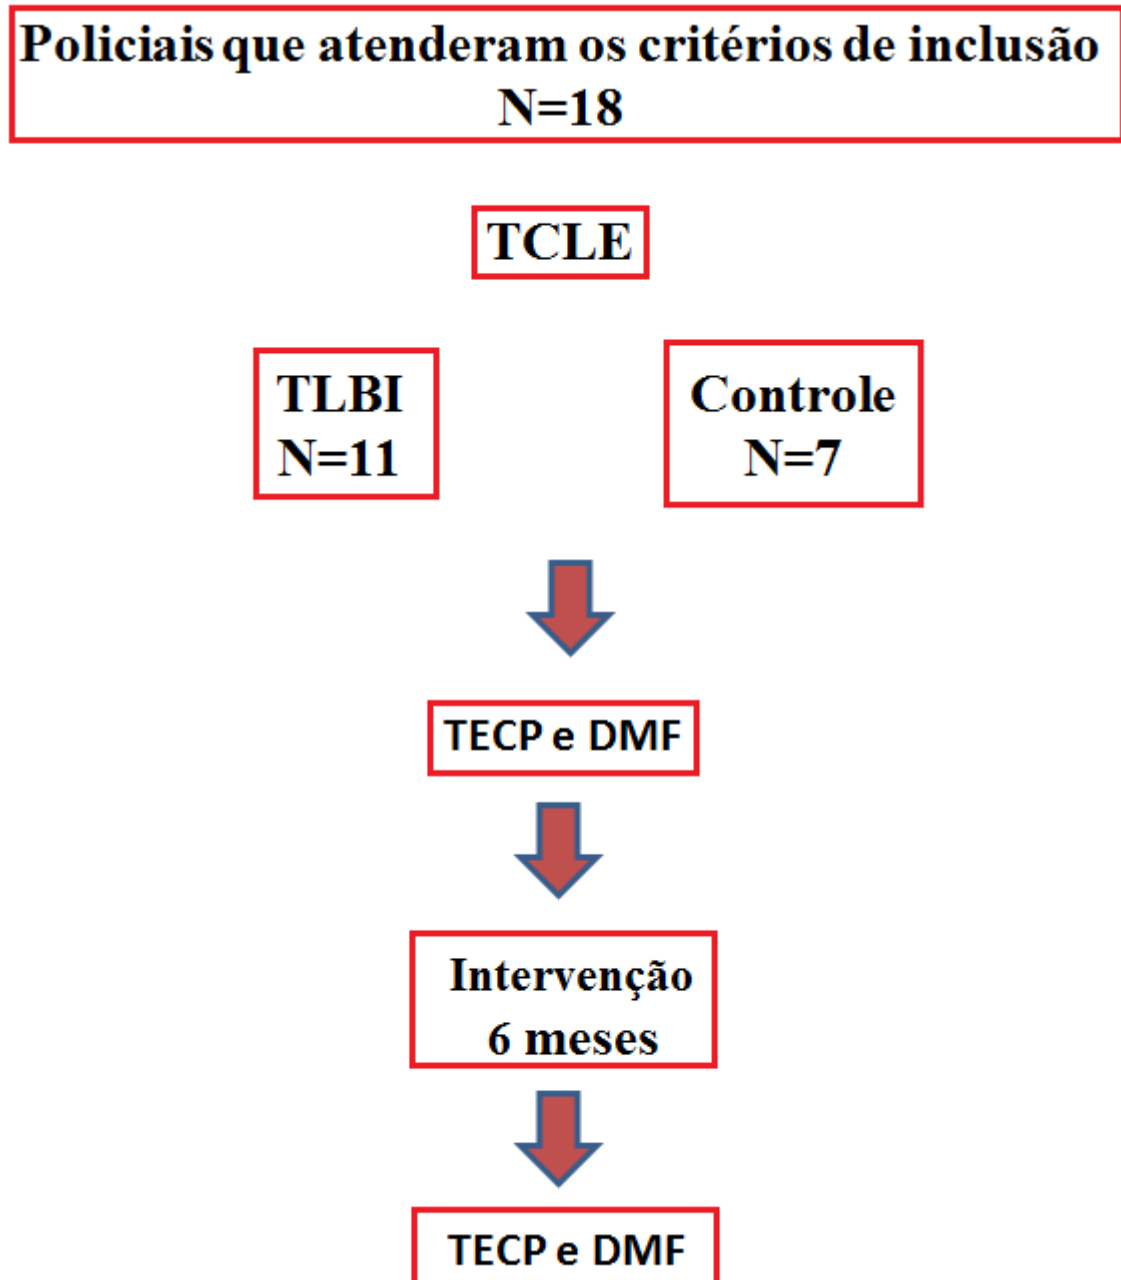 Policiais que atenderam os critérios de inclusão
N=18
TCLE
TLBI
N=11
Controle
N=7
TECP e DMF
Intervenção
6 meses
TECP e DMF